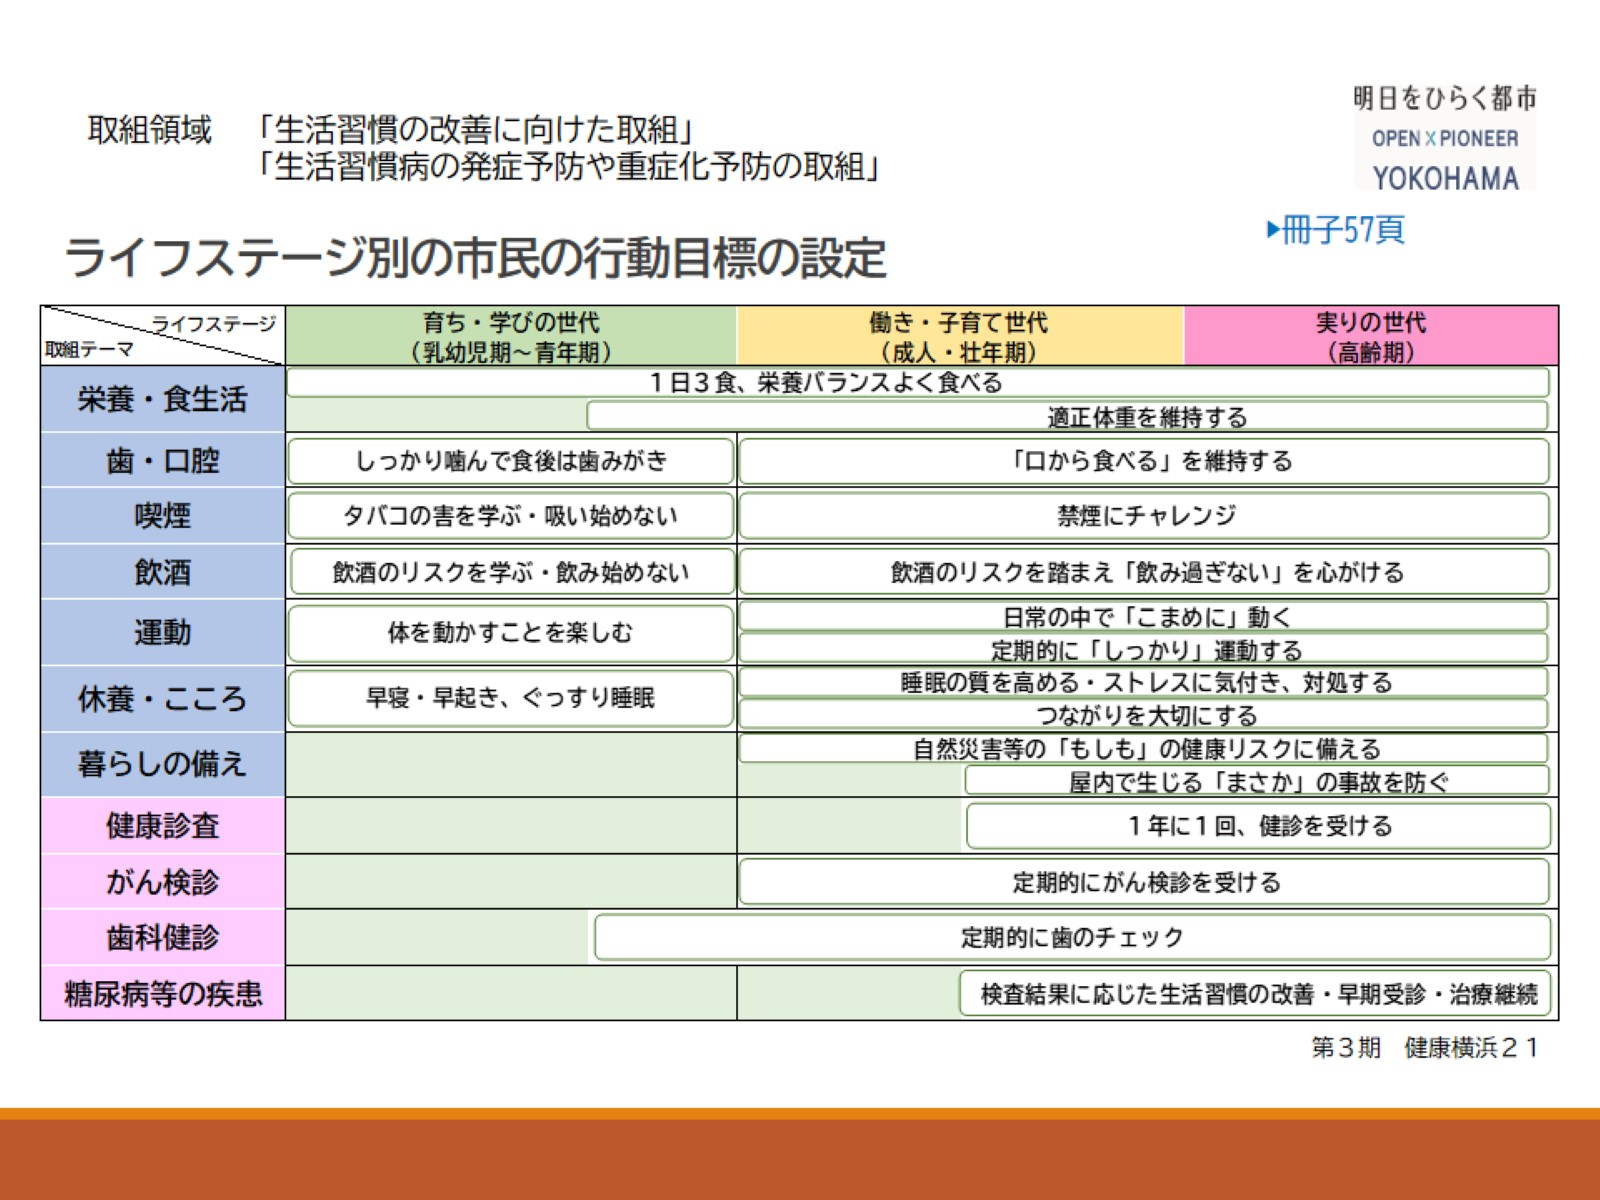 明日をひらく都市
OPEN X PIONEER
YOKOHAMA
取組領域 「生活習慣の改善に向けた取組」
「生活習慣病の発症予防や重症化予防の取組」
▶冊子57頁
ライフステージ別の市民の行動目標の設定
ライフステージ
取組テーマ
育ち・学びの世代
（乳幼児期～青年期）
働き・子育て世代
（成人・壮年期）
実りの世代
（高齢期）
栄養・食生活
１日３食、栄養バランスよく食べる
適正体重を維持する
歯・口腔
しっかり噛んで食後は歯みがき
「口から食べる」を維持する
喫煙
タバコの害を学ぶ・吸い始めない
禁煙にチャレンジ
飲酒
飲酒のリスクを学ぶ・飲み始めない
飲酒のリスクを踏まえ「飲み過ぎない」を心がける
運動
体を動かすことを楽しむ
日常の中で「こまめに」動く
定期的に「しっかり」運動する
休養・こころ
早寝・早起き、ぐっすり睡眠
睡眠の質を高める・ストレスに気付き、対処する
つながりを大切にする
暮らしの備え
自然災害等の「もしも」の健康リスクに備える
屋内で生じる「まさか」の事故を防ぐ
健康診査
１年に１回、健診を受ける
がん検診
定期的にがん検診を受ける
歯科健診
定期的に歯のチェック
糖尿病等の疾患
検査結果に応じた生活習慣の改善・早期受診・治療継続
第３期 健康横浜２１